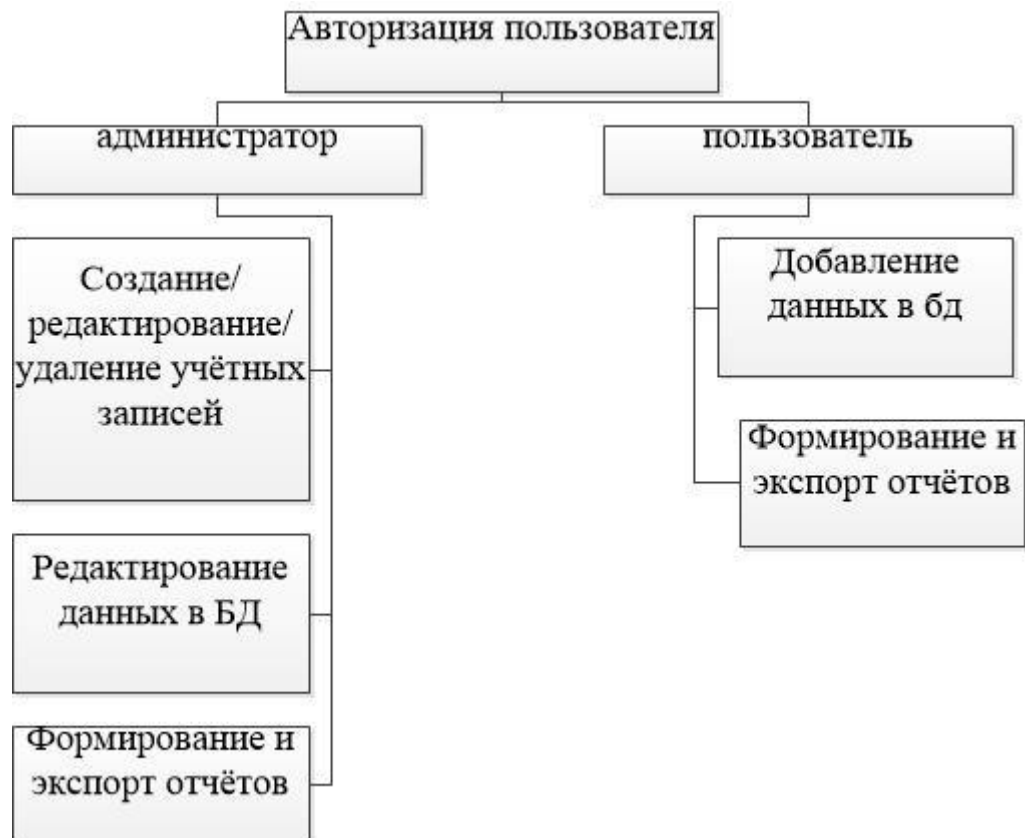 Авторизация пользователя
администратор
пользователь
Создание/
редактирование/
удаление учётных
записей
Редактирование
данных в БД
Формирование и
экспорт отчётов
Добавление
данных в бд
Формирование и
экспорт отчётов